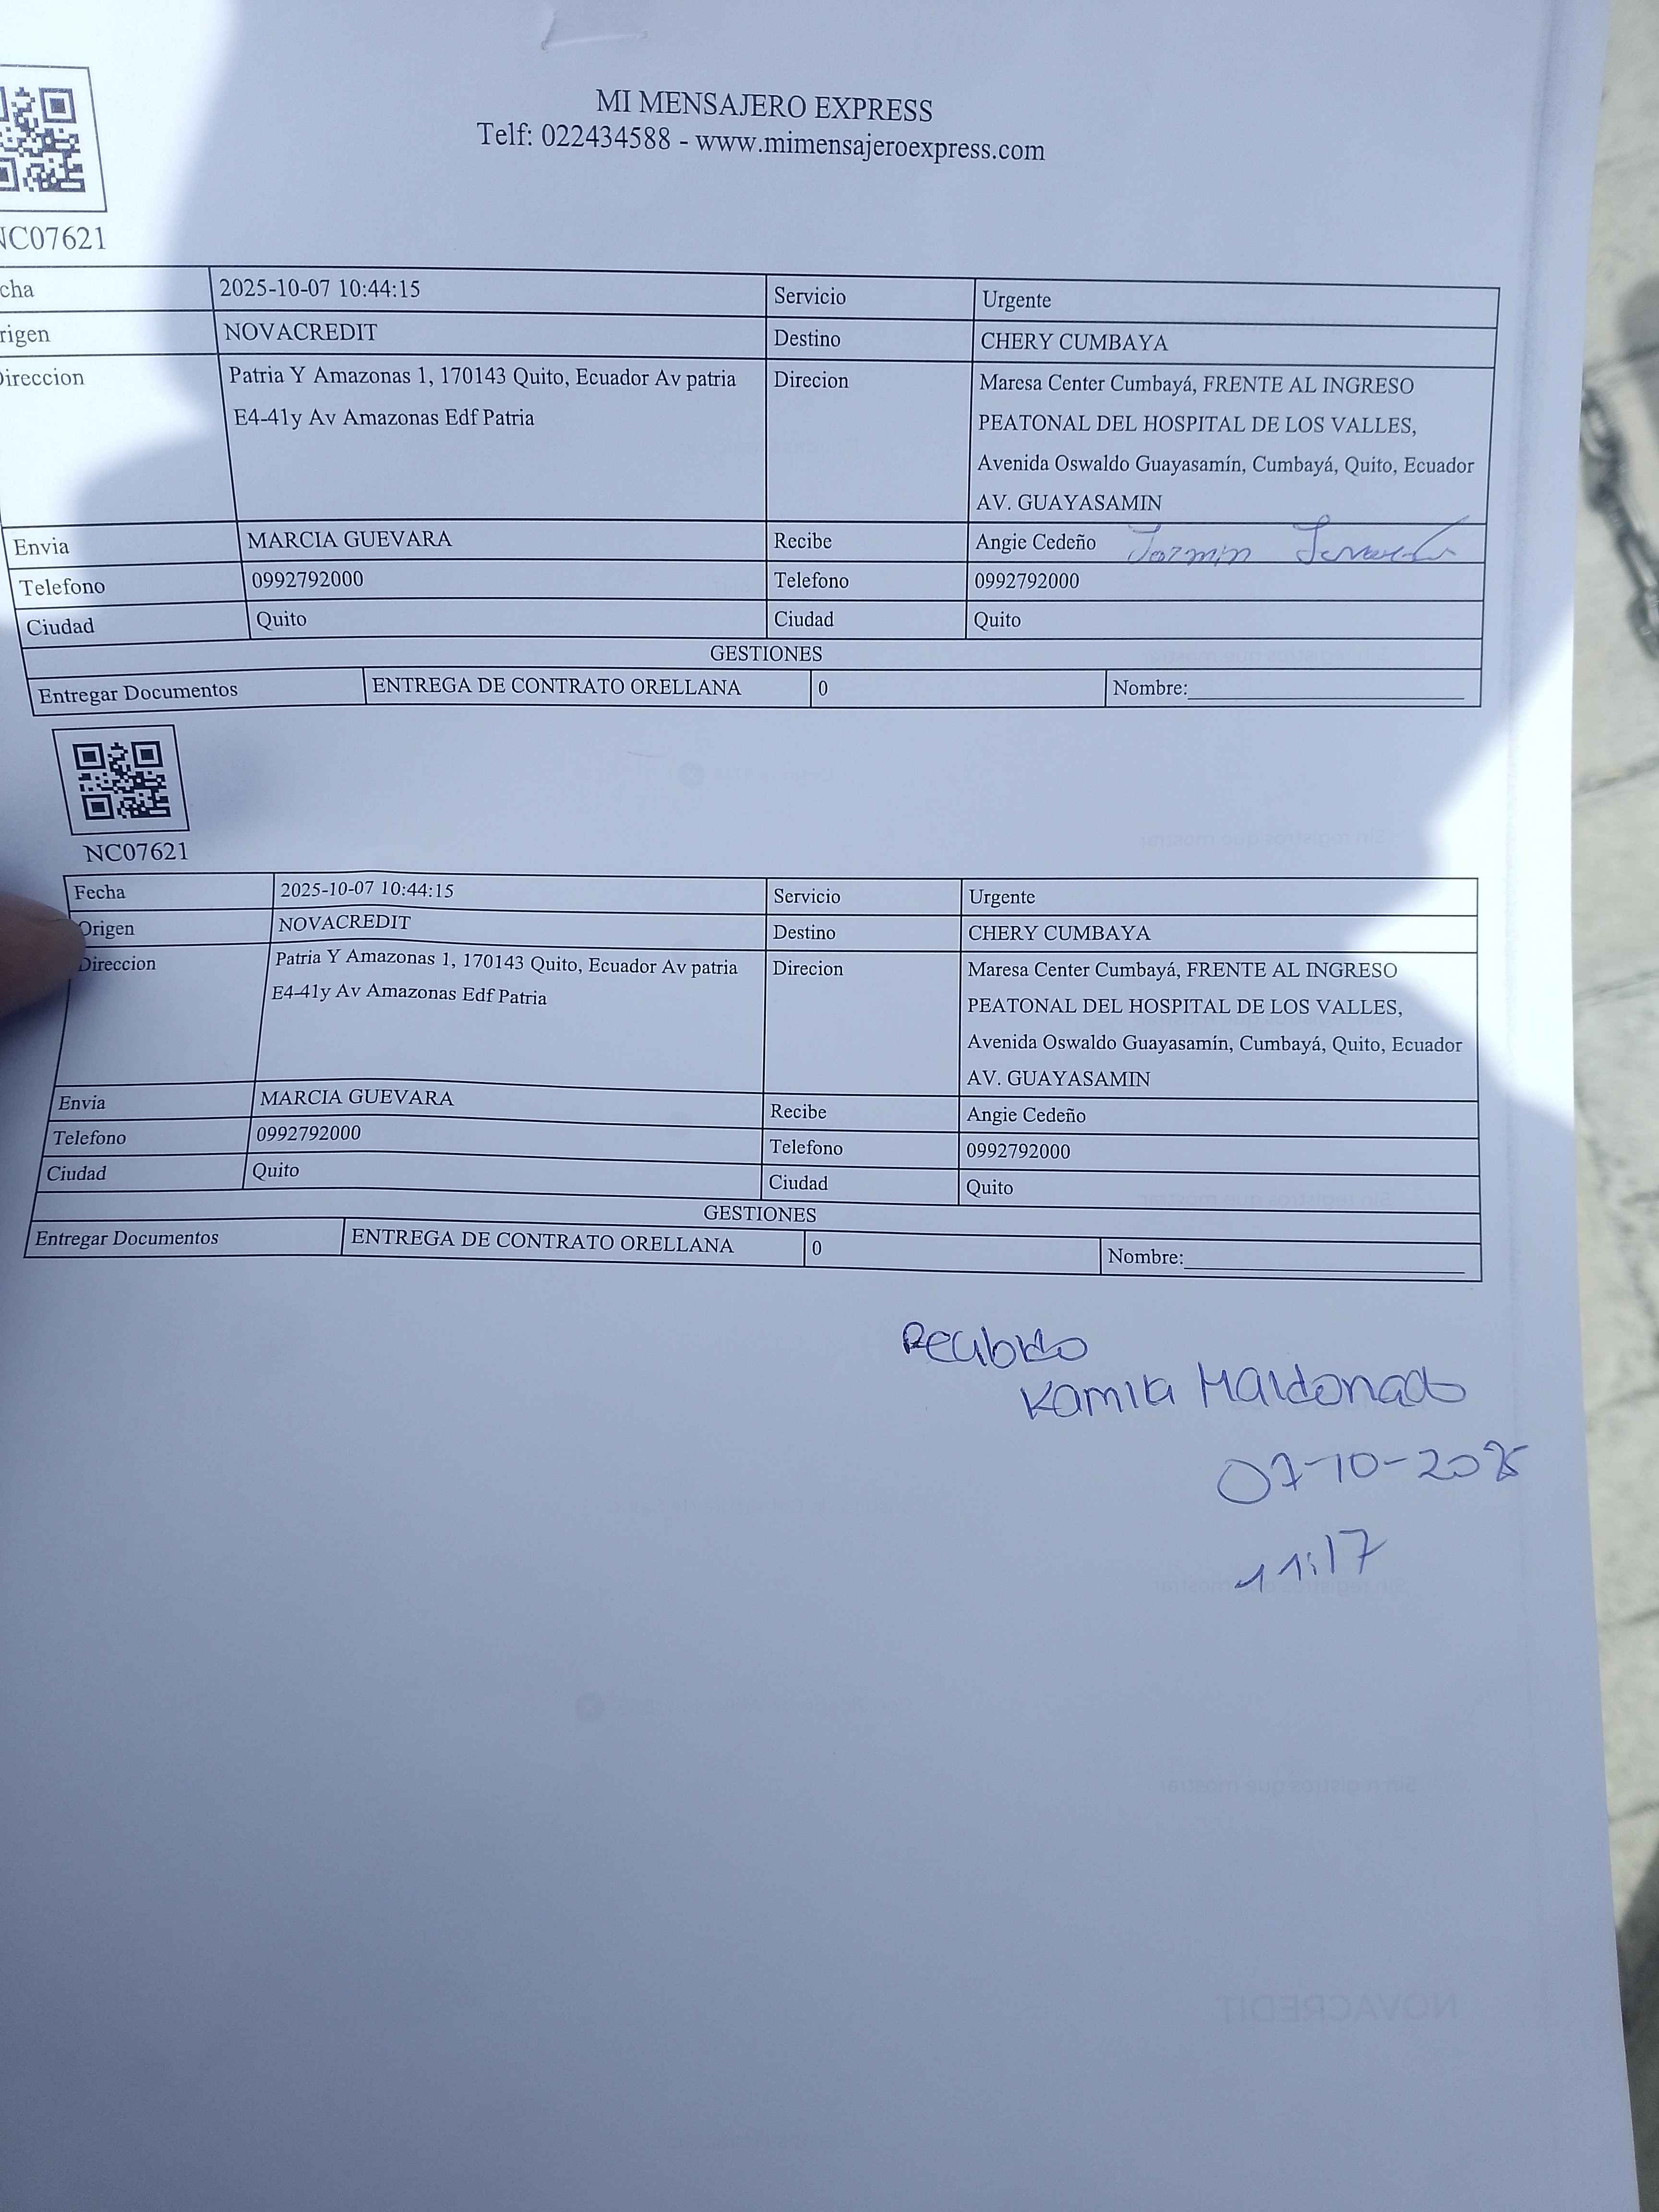 MI MENSAJERO EXPRESS
Telf: 022434588 - www.mimensajeroexpress.com
NC07621
cha 2025-10-07 10:44:15 Servicio Urgente
rigen NOVACREDIT Destino CHERY CUMBAYA
Direccion Patria Y Amazonas 1, 170143 Quito, Ecuador Av patria Direcion Maresa Center Cumbayá, FRENTE AL INGRESO
E4-41y Av Amazonas Edf Patria PEATONAL DEL HOSPITAL DE LOS VALLES,
Avenida Oswaldo Guayasamín, Cumbayá, Quito, Ecuador
AV. GUAYASAMIN
Envia MARCIA GUEVARA Recibe Angie Cedeño
Telefono 0992792000 Telefono 0992792000
Ciudad Quito Ciudad Quito
GESTIONES
Entregar Documentos ENTREGA DE CONTRATO ORELLANA 0 Nombre:
NC07621
Fecha 2025-10-07 10:44:15 Servicio Urgente
Origen NOVACREDIT Destino CHERY CUMBAYA
Direccion Patria Y Amazonas 1, 170143 Quito, Ecuador Av patria Direcion Maresa Center Cumbayá, FRENTE AL INGRESO
E4-41y Av Amazonas Edf Patria PEATONAL DEL HOSPITAL DE LOS VALLES,
Avenida Oswaldo Guayasamín, Cumbayá, Quito, Ecuador
AV. GUAYASAMIN
Envia MARCIA GUEVARA Recibe Angie Cedeño
Telefono 0992792000 Telefono 0992792000
Ciudad Quito Ciudad Quito
GESTIONES
Entregar Documentos ENTREGA DE CONTRATO ORELLANA 0 Nombre:
Recibido
Kamila Maldonado
07-10-2025
11:17
NOVACREDIT